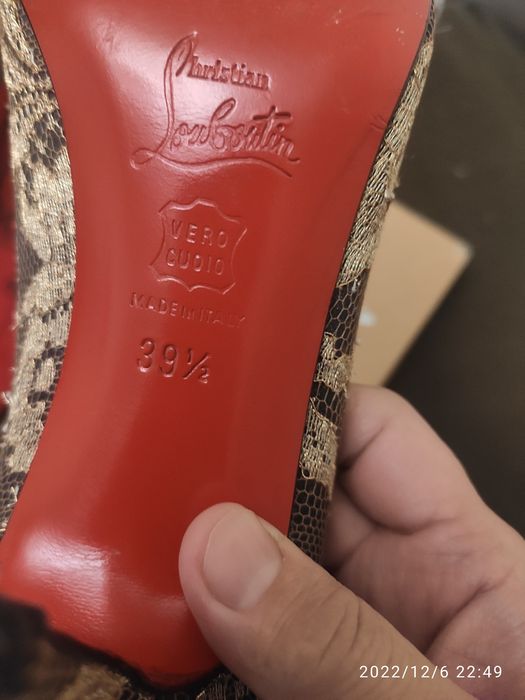 Christian
Louboutin
VERO
CUOIO
MADE IN ITALY
39½
2022/12/6 22:49